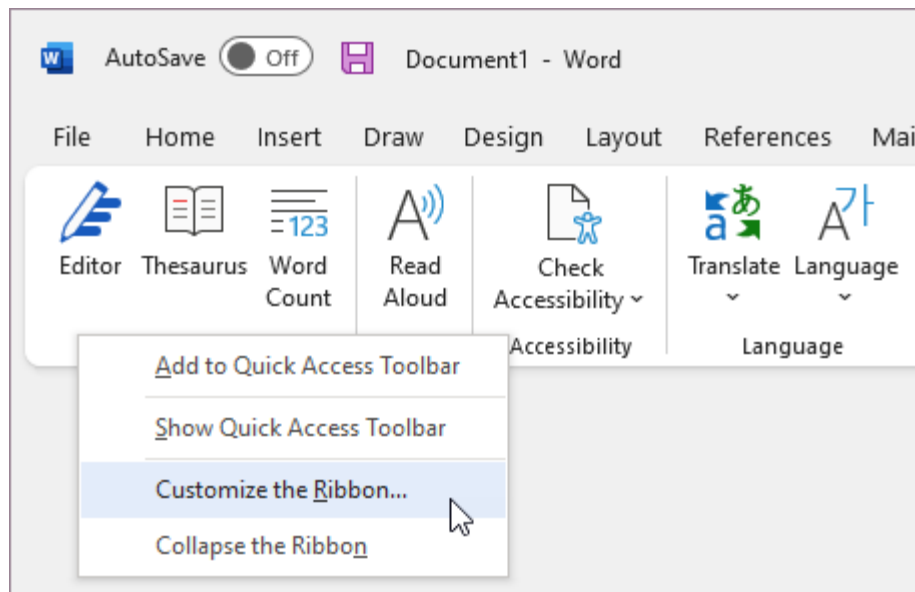 AutoSave Off Document1 - Word
File Home Insert Draw Design Layout References Mai
Editor Thesaurus Word Count Read Aloud Check Accessibility Translate Language
Accessibility Language
Add to Quick Access Toolbar
Show Quick Access Toolbar
Customize the Ribbon...
Collapse the Ribbon